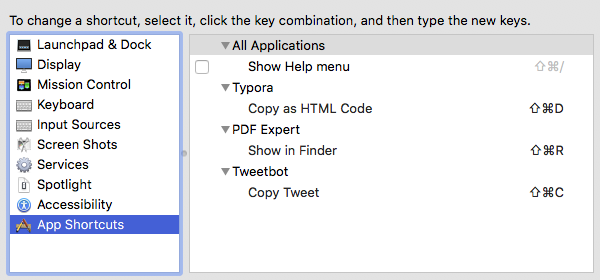 To change a shortcut, select it, click the key combination, and then type the new keys.
Launchpad & Dock
Display
Mission Control
Keyboard
Input Sources
Screen Shots
Services
Spotlight
Accessibility
App Shortcuts
All Applications
Show Help menu ⇧⌘/
Typora
Copy as HTML Code ⇧⌘D
PDF Expert
Show in Finder ⇧⌘R
Tweetbot
Copy Tweet ⇧⌘C